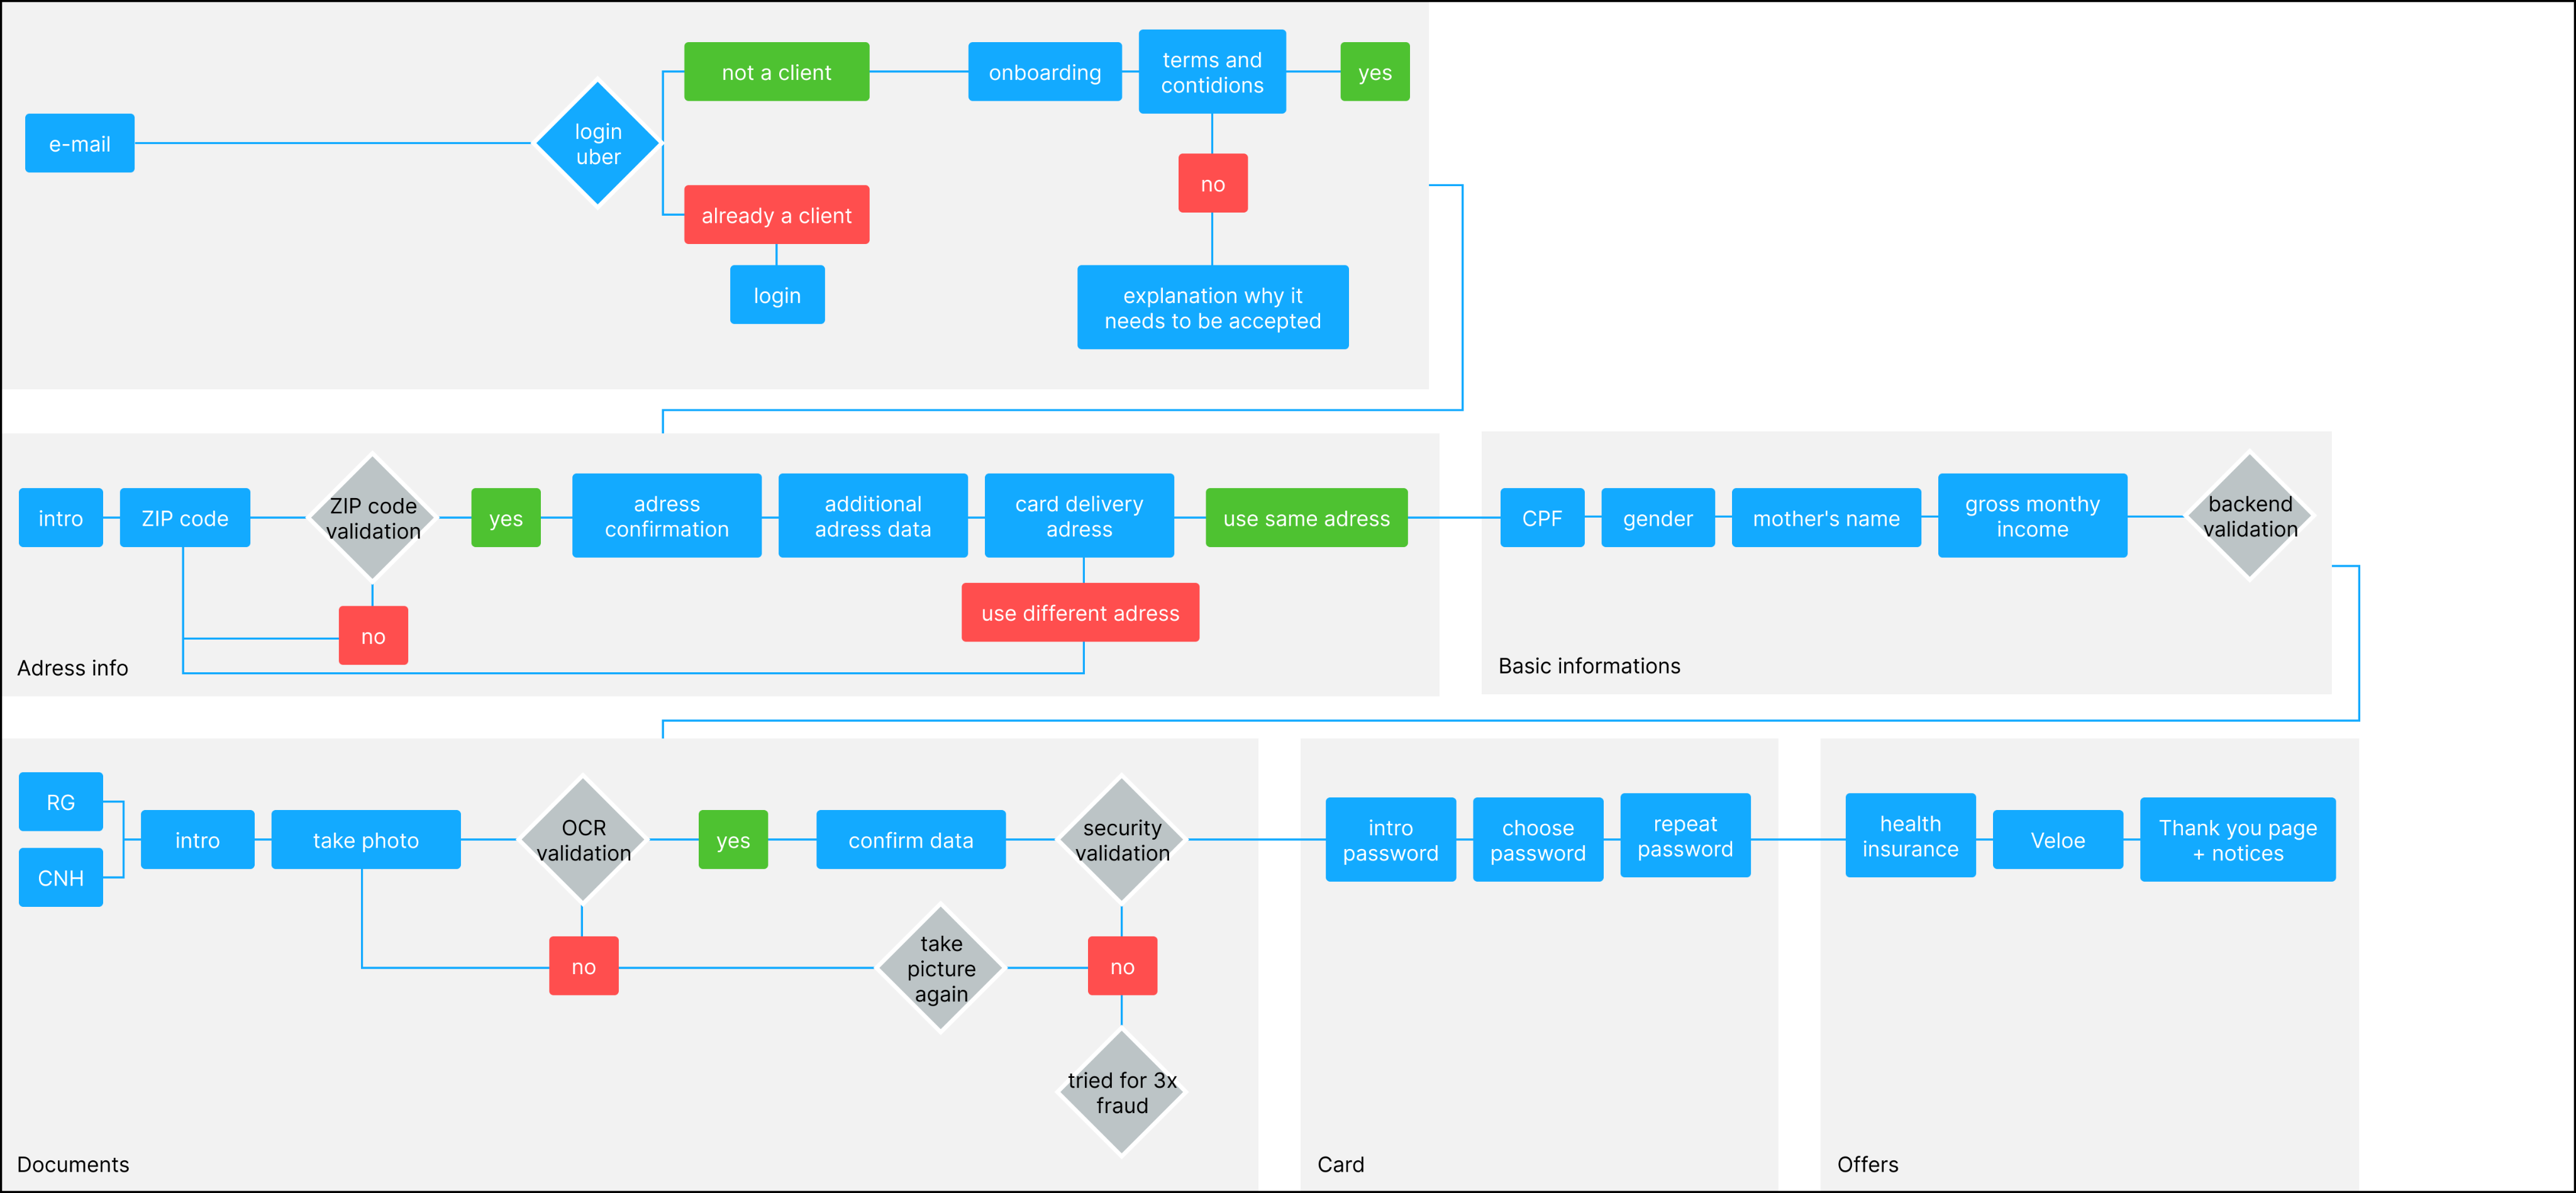 e-mail
login
uber
not a client
already a client
login
onboarding
terms and
contidions
yes
no
explanation why it
needs to be accepted
intro
ZIP code
ZIP code
validation
yes
no
adress
confirmation
additional
adress data
card delivery
adress
use same adress
use different adress
Adress info
CPF
gender
mother's name
gross monthy
income
backend
validation
Basic informations
RG
CNH
intro
take photo
OCR
validation
yes
no
confirm data
security
validation
take
picture
again
no
tried for 3x
fraud
Documents
intro
password
choose
password
repeat
password
Card
health
insurance
Veloe
Thank you page
+ notices
Offers